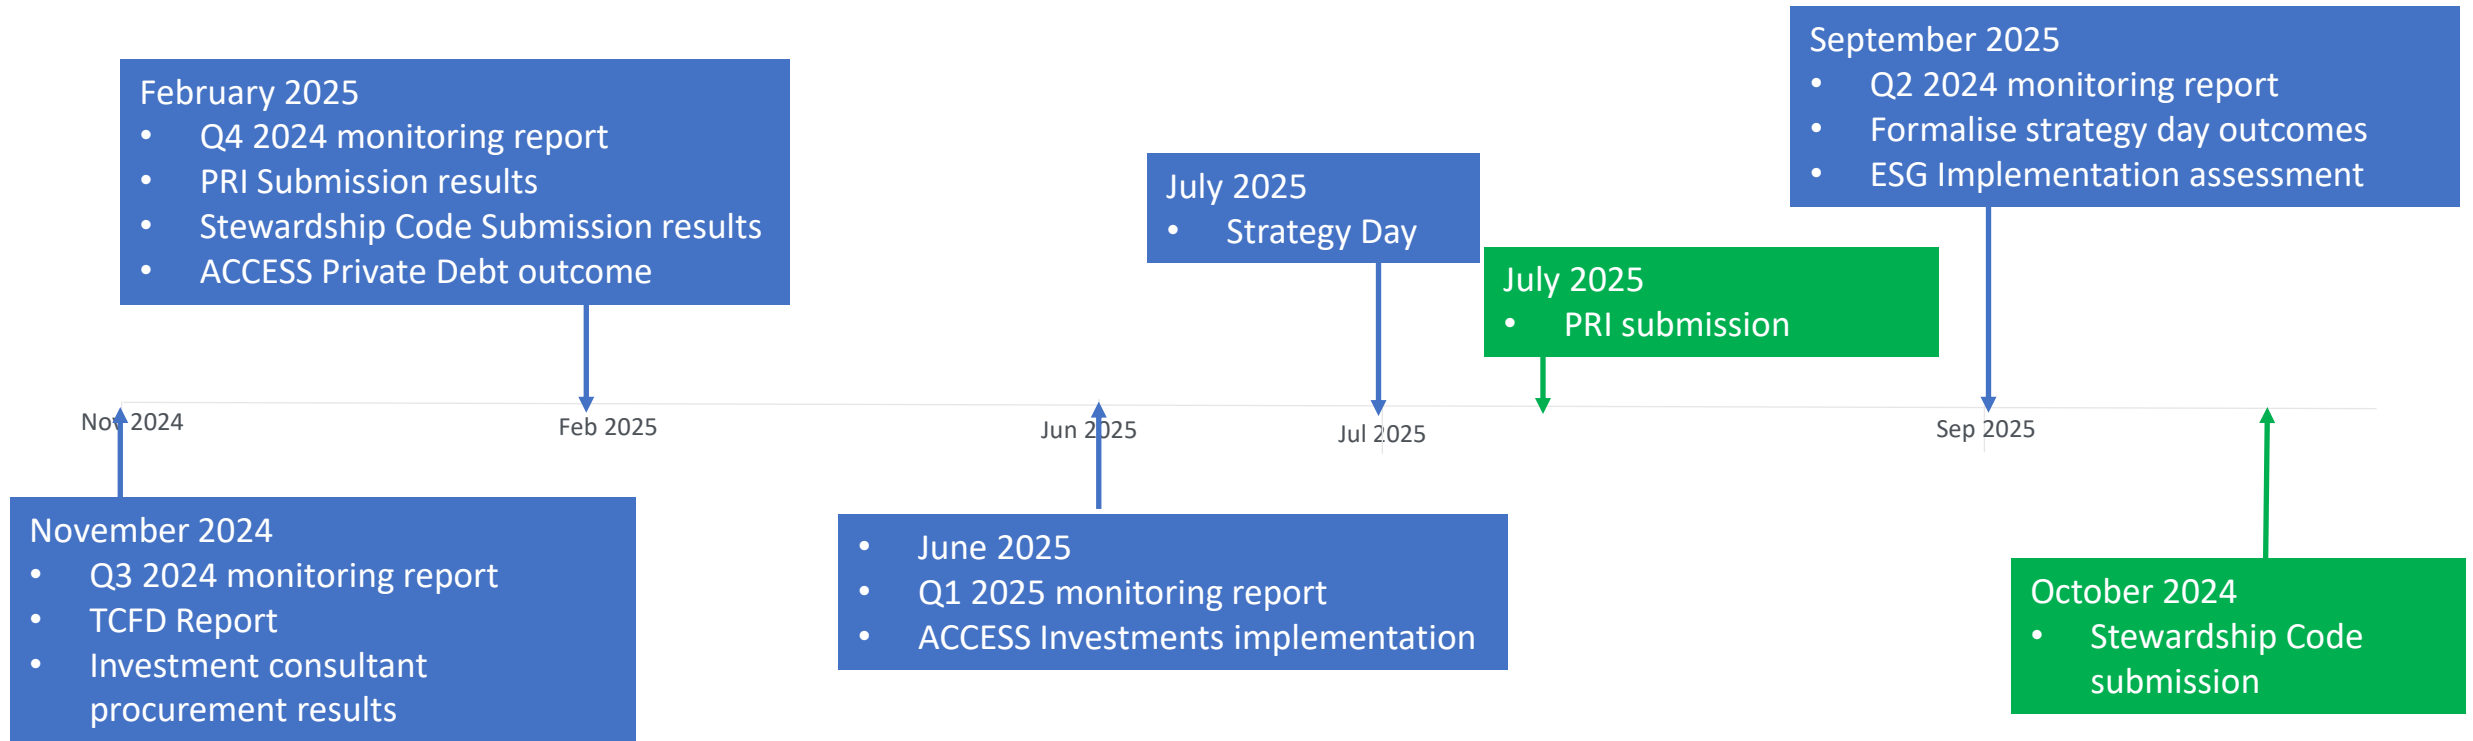 February 2025
• Q4 2024 monitoring report
• PRI Submission results
• Stewardship Code Submission results
• ACCESS Private Debt outcome
July 2025
• Strategy Day
July 2025
• PRI submission
September 2025
• Q2 2024 monitoring report
• Formalise strategy day outcomes
• ESG Implementation assessment
Nov 2024
Feb 2025
Jun 2025
Jul 2025
Sep 2025
November 2024
• Q3 2024 monitoring report
• TCFD Report
• Investment consultant
procurement results
• June 2025
• Q1 2025 monitoring report
• ACCESS Investments implementation
October 2024
• Stewardship Code
submission